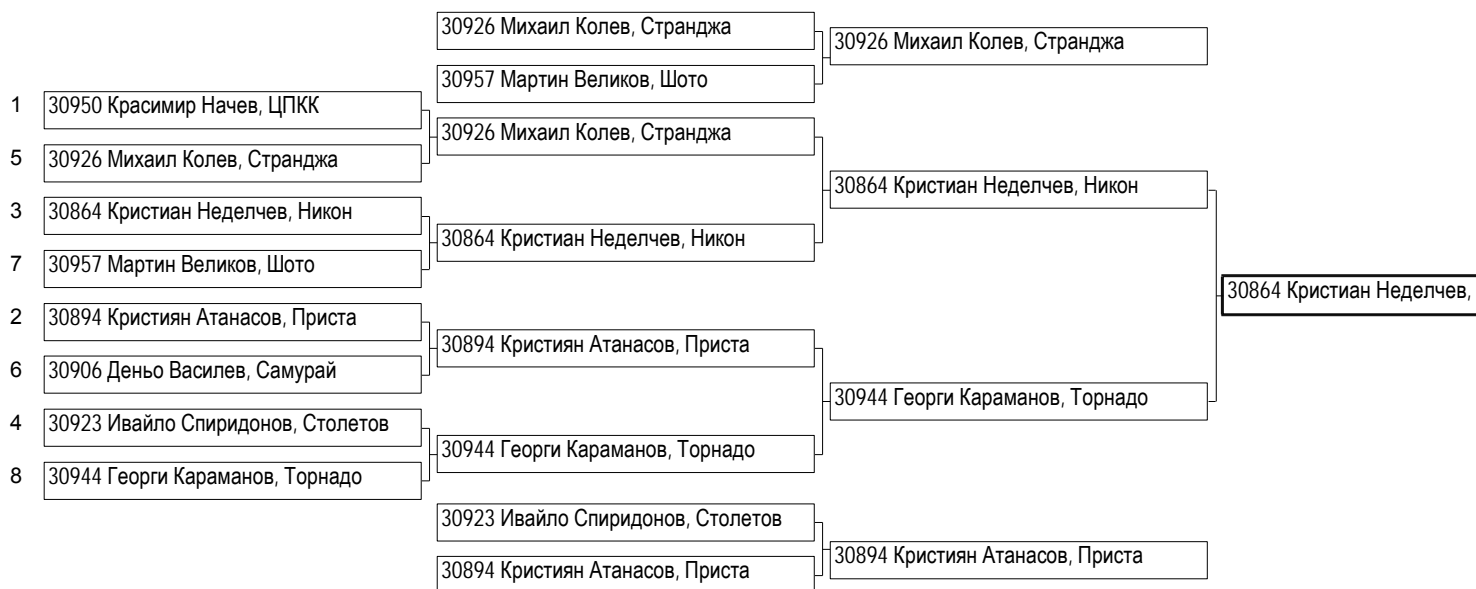 30926 Михаил Колев, Странджа
30926 Михаил Колев, Странджа
30957 Мартин Великов, Шото
1 30950 Красимир Начев, ЦПКК
30926 Михаил Колев, Странджа
5 30926 Михаил Колев, Странджа
30864 Кристиан Неделчев, Никон
3 30864 Кристиан Неделчев, Никон
30864 Кристиан Неделчев, Никон
7 30957 Мартин Великов, Шото
30864 Кристиан Неделчев,
2 30894 Кристиян Атанасов, Приста
30894 Кристиян Атанасов, Приста
6 30906 Деньо Василев, Самурай
30944 Георги Караманов, Торнадо
4 30923 Ивайло Спиридонов, Столетов
30944 Георги Караманов, Торнадо
8 30944 Георги Караманов, Торнадо
30923 Ивайло Спиридонов, Столетов
30894 Кристиян Атанасов, Приста
30894 Кристиян Атанасов, Приста